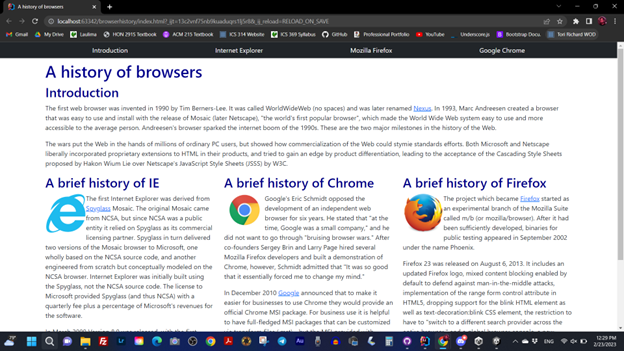 A history of browsers
localhost:63342/browserhistory/index.html?_ijt=13c2vnf75nb9kuaduqrs1fj5v9&_ij_reload=RELOAD_ON_SAVE
Gmail My Drive Laulima HON 291S Textbook ACM 215 Textbook ICS 314 Website ICS 369 Syllabus GitHub Professional Portfolio YouTube Underscore.js Bootstrap Docu. Tori Richard WOD
Introduction Internet Explorer Mozilla Firefox Google Chrome
A history of browsers
Introduction
The first web browser was invented in 1990 by Tim Berners-Lee. It was called WorldWideWeb (no spaces) and was later renamed Nexus. In 1993, Marc Andreesen created a browser
that was easy to use and install with the release of Mosaic (later Netscape), "the world's first popular browser", which made the World Wide Web system easy to use and more
accessible to the average person. Andreesen's browser sparked the internet boom of the 1990s. These are the two major milestones in the history of the Web.
The wars put the Web in the hands of millions of ordinary PC users, but showed how commercialization of the Web could stymie standards efforts. Both Microsoft and Netscape
liberally incorporated proprietary extensions to HTML in their products, and tried to gain an edge by product differentiation, leading to the acceptance of the Cascading Style Sheets
proposed by Hakon Wium Lie over Netscape's JavaScript Style Sheets (JSSS) by W3C.
A brief history of IE
The first Internet Explorer was derived from
Spyglass Mosaic. The original Mosaic came
from NCSA, but since NCSA was a public
entity it relied on Spyglass as its commercial
licensing partner. Spyglass in turn delivered
two versions of the Mosaic browser to Microsoft, one
wholly based on the NCSA source code, and another
engineered from scratch but conceptually modeled on the
NCSA browser. Internet Explorer was initially built using
the Spyglass, not the NCSA source code. The license to
Microsoft provided Spyglass (and thus NCSA) with a
quarterly fee plus a percentage of Microsoft's revenues for
the software.
A brief history of Chrome
Google's Eric Schmidt opposed the
development of an independent web
browser for six years. He stated that "at the
time, Google was a small company," and he
did not want to go through "bruising browser wars." After
co-founders Sergey Brin and Larry Page hired several
Mozilla Firefox developers and built a demonstration of
Chrome, however, Schmidt admitted that "It was so good
that it essentially forced me to change my mind."
In December 2010 Google announced that to make it
easier for businesses to use Chrome they would provide an
official Chrome MSI package. For business use it is helpful
to have full-fledged MSI packages that can be customized
A brief history of Firefox
The project which became Firefox started as
an experimental branch of the Mozilla Suite
called m/b (or mozilla/browser). After it had
been sufficiently developed, binaries for
public testing appeared in September 2002
under the name Phoenix.
Firefox 23 was released on August 6, 2013. It includes an
updated Firefox logo, mixed content blocking enabled by
default to defend against man-in-the-middle attacks,
implementation of the range form control attribute in
HTML5, dropping support for the blink HTML element as
well as text-decoration:blink CSS element, the restriction to
have to "switch to a different search provider across the
12:29 PM
2/23/2023